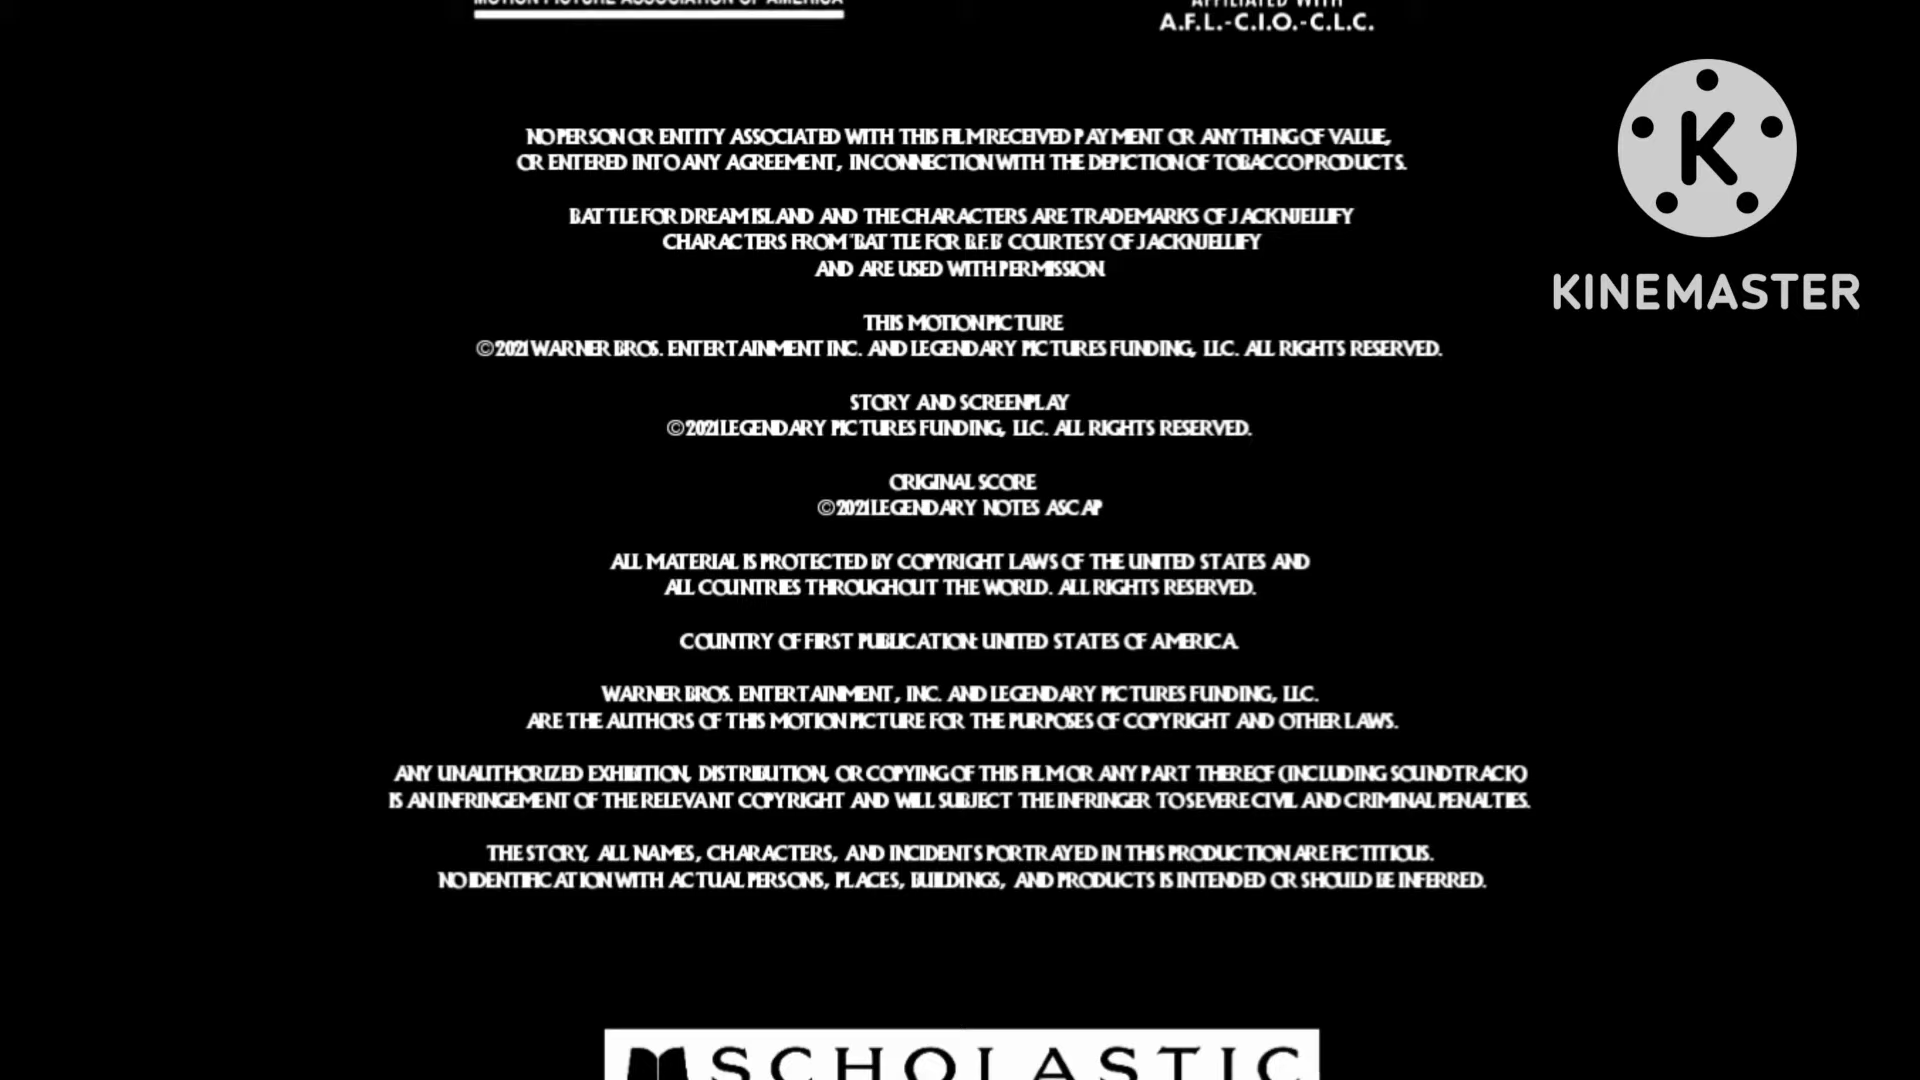 MOTION PICTURE ASSOCIATION OF AMERICA
AFFILIATED WITH
A.F.L.-C.I.O.-C.L.C.
NO PERSON OR ENTITY ASSOCIATED WITH THIS FILM RECEIVED PAYMENT OR ANYTHING OF VALUE,
OR ENTERED INTO ANY AGREEMENT, IN CONNECTION WITH THE DEPICTION OF TOBACCO PRODUCTS.
BATTLE FOR DREAM ISLAND AND THE CHARACTERS ARE TRADEMARKS OF JACKNJELLIFY
CHARACTERS FROM "BATTLE FOR B.F.B" COURTESY OF JACKNJELLIFY
AND ARE USED WITH PERMISSION.
THIS MOTION PICTURE
©2021 WARNER BROS. ENTERTAINMENT INC. AND LEGENDARY PICTURES FUNDING, LLC. ALL RIGHTS RESERVED.
STORY AND SCREENPLAY
©2021 LEGENDARY PICTURES FUNDING, LLC. ALL RIGHTS RESERVED.
ORIGINAL SCORE
©2021 LEGENDARY NOTES ASCAP
ALL MATERIAL IS PROTECTED BY COPYRIGHT LAWS OF THE UNITED STATES AND
ALL COUNTRIES THROUGHOUT THE WORLD. ALL RIGHTS RESERVED.
COUNTRY OF FIRST PUBLICATION: UNITED STATES OF AMERICA.
WARNER BROS. ENTERTAINMENT, INC. AND LEGENDARY PICTURES FUNDING, LLC.
ARE THE AUTHORS OF THIS MOTION PICTURE FOR THE PURPOSES OF COPYRIGHT AND OTHER LAWS.
ANY UNAUTHORIZED EXHIBITION, DISTRIBUTION, OR COPYING OF THIS FILM OR ANY PART THEREOF (INCLUDING SOUNDTRACK)
IS AN INFRINGEMENT OF THE RELEVANT COPYRIGHT AND WILL SUBJECT THE INFRINGER TO SEVERE CIVIL AND CRIMINAL PENALTIES.
THE STORY, ALL NAMES, CHARACTERS, AND INCIDENTS PORTRAYED IN THIS PRODUCTION ARE FICTITIOUS.
NO IDENTIFICATION WITH ACTUAL PERSONS, PLACES, BUILDINGS, AND PRODUCTS IS INTENDED OR SHOULD BE INFERRED.
SCHOLASTIC
K
KINEMASTER